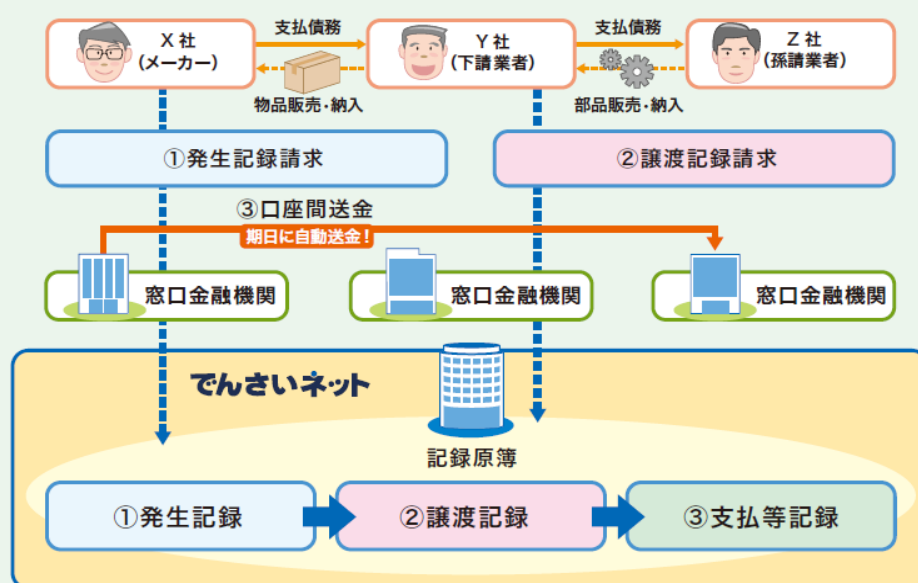 X 社
(メーカー)
支払債務
物品販売・納入
Y 社
(下請業者)
支払債務
部品販売・納入
Z 社
(孫請業者)
①発生記録請求
②譲渡記録請求
③口座間送金
期日に自動送金！
窓口金融機関
窓口金融機関
窓口金融機関
でんさいネット
記録原簿
①発生記録
②譲渡記録
③支払等記録